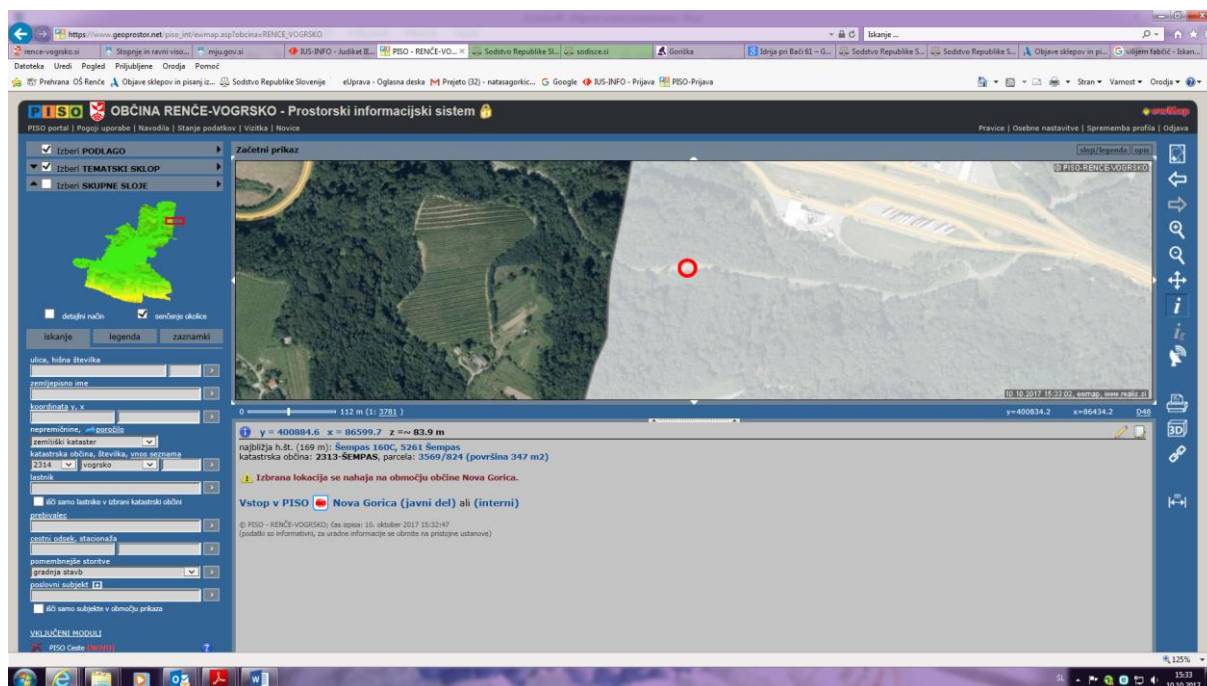 https://www.geoprostor.net/piso_int/ewmap.asp?obcina=RENCE_VOGRSKO
Iskanje ...
rence-vogrsko.si
Stopnje in ravni viso...
mju.gov.si
IUS-INFO - Judikat II...
PISO - RENČE-VO...
Sodstvo Republike Sl...
sodisce.si
Goriška
Idrija pri Bači 61 – G...
Sodstvo Republike S...
Sodstvo Republike S...
Objave sklepov in pi...
viljem fabčič - Iskan...
Datoteka Uredi Pogled Priljubljene Orodja Pomoč
Prehrana OŠ Renče
Objave sklepov in pisanj iz...
Sodstvo Republike Slovenije
eUprava - Oglasna deska
Prejeto (32) - natasagorkic...
Google
IUS-INFO - Prijava
PISO-Prijava
Stran
Varnost
Orodja
PISO OBČINA RENČE-VOGRSKO - Prostorski informacijski sistem
PISO portal | Pogoji uporabe | Navodila | Stanje podatkov | Vizitka | Novice
Pravice | Osebne nastavitve | Sprememba profila | Odjava
Izberi PODLAGO
Izberi TEMATSKI SKLOP
Izberi SKUPNE SLOJE
Začetni prikaz
sloji/legenda
opis
© PISO-RENČE-VOGRSKO
detajlni način
senčenje okolice
iskanje
legenda
zaznamki
ulica, hišna številka
zemljepisno ime
koordinata y, x
nepremičnine, poročilo
zemljiški kataster
katastrska občina, številka, vnos seznama
2314
vogrsko
lastnik
išči samo lastnike v izbrani katastrski občini
prebivalec
cestni odsek, stacionaža
pomembnejše storitve
gradnja stavb
poslovni subjekt
išči samo subjekte v območju prikaza
VKLJUČENI MODULI
PISO Ceste (NOVO)
10.10.2017 15:33:02, ewmap, www.realis.si
0
112 m (1: 3781 )
y=400834.2 x=86434.2 D48
y = 400884.6 x = 86599.7 z =~ 83.9 m
najbližja h.št. (169 m): Šempas 160C, 5261 Šempas
katastrska občina: 2313-ŠEMPAS, parcela: 3569/824 (površina 347 m2)
Izbrana lokacija se nahaja na območju občine Nova Gorica.
Vstop v PISO Nova Gorica (javni del) ali (interni)
© PISO - RENČE-VOGRSKO; čas izpisa: 10. oktober 2017 15:32:47
(podatki so informativni, za uradne informacije se obrnite na pristojne ustanove)
3D
125%
SL
15:33
10.10.2017